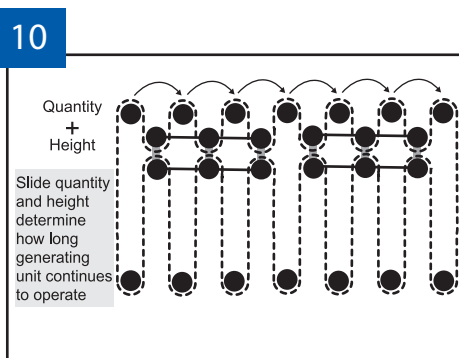 10
Quantity
+
Height
Slide quantity
and height
determine
how long
generating
unit continues
to operate